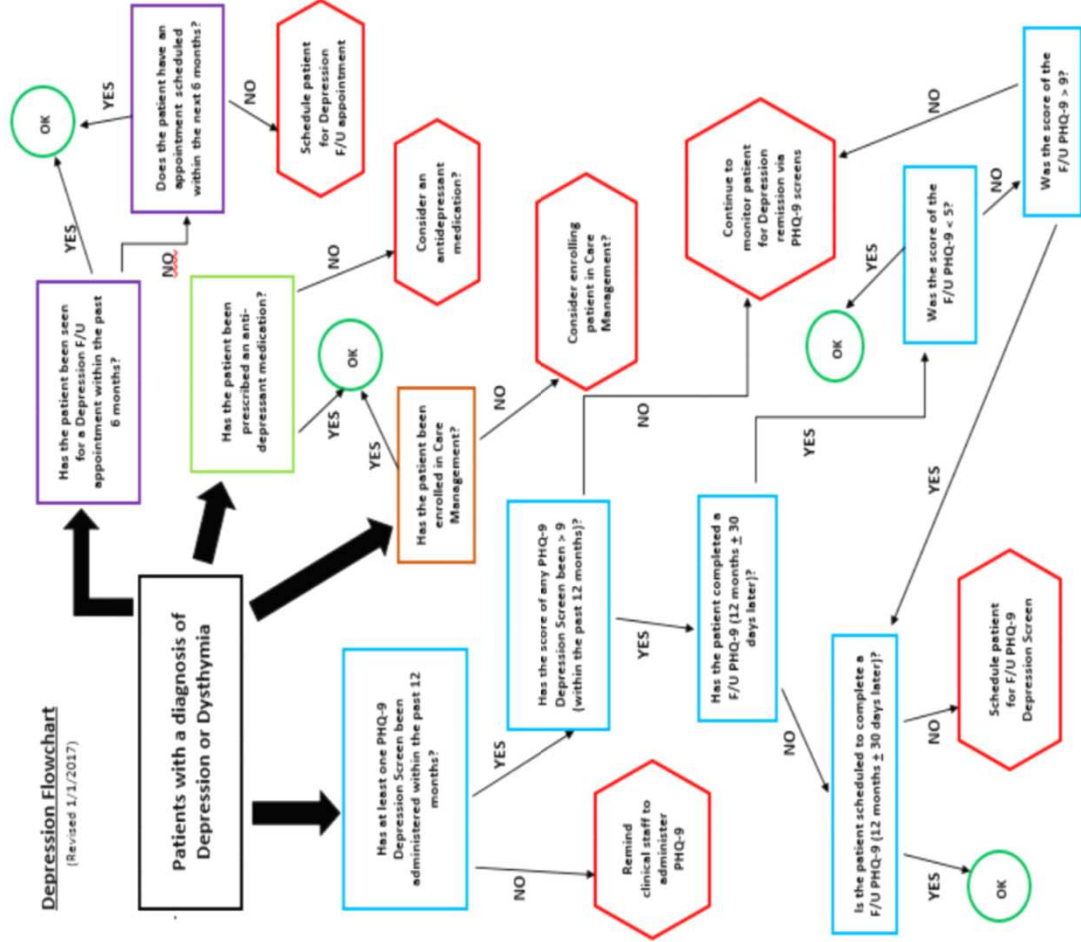 Depression Flowchart
(Revised 1/1/2017)
Patients with a diagnosis of
Depression or Dysthymia
Has the patient been seen
for a Depression F/U
appointment within the past
6 months?
YES
OK
NO
Does the patient have an
appointment scheduled
within the next 6 months?
YES
NO
Schedule patient
for Depression
F/U appointment
Has the patient been
prescribed an anti-
depressant medication?
YES
OK
NO
Consider an
antidepressant
medication?
Has the patient been
enrolled in Care
Management?
YES
NO
Consider enrolling
patient in Care
Management?
Has at least one PHQ-9
Depression Screen been
administered within the past 12
months?
NO
Remind
clinical staff to
administer
PHQ-9
YES
Has the score of any PHQ-9
Depression Screen been > 9
(within the past 12 months)?
NO
Continue to
monitor patient
for Depression
remission via
PHQ-9 screens
YES
Has the patient completed a
F/U PHQ-9 (12 months ± 30
days later)?
YES
Was the score of the
F/U PHQ-9 < 5?
YES
OK
NO
Was the score of the
F/U PHQ-9 > 9?
NO
YES
NO
Is the patient scheduled to complete a
F/U PHQ-9 (12 months ± 30 days later)?
YES
OK
NO
Schedule patient
for F/U PHQ-9
Depression Screen